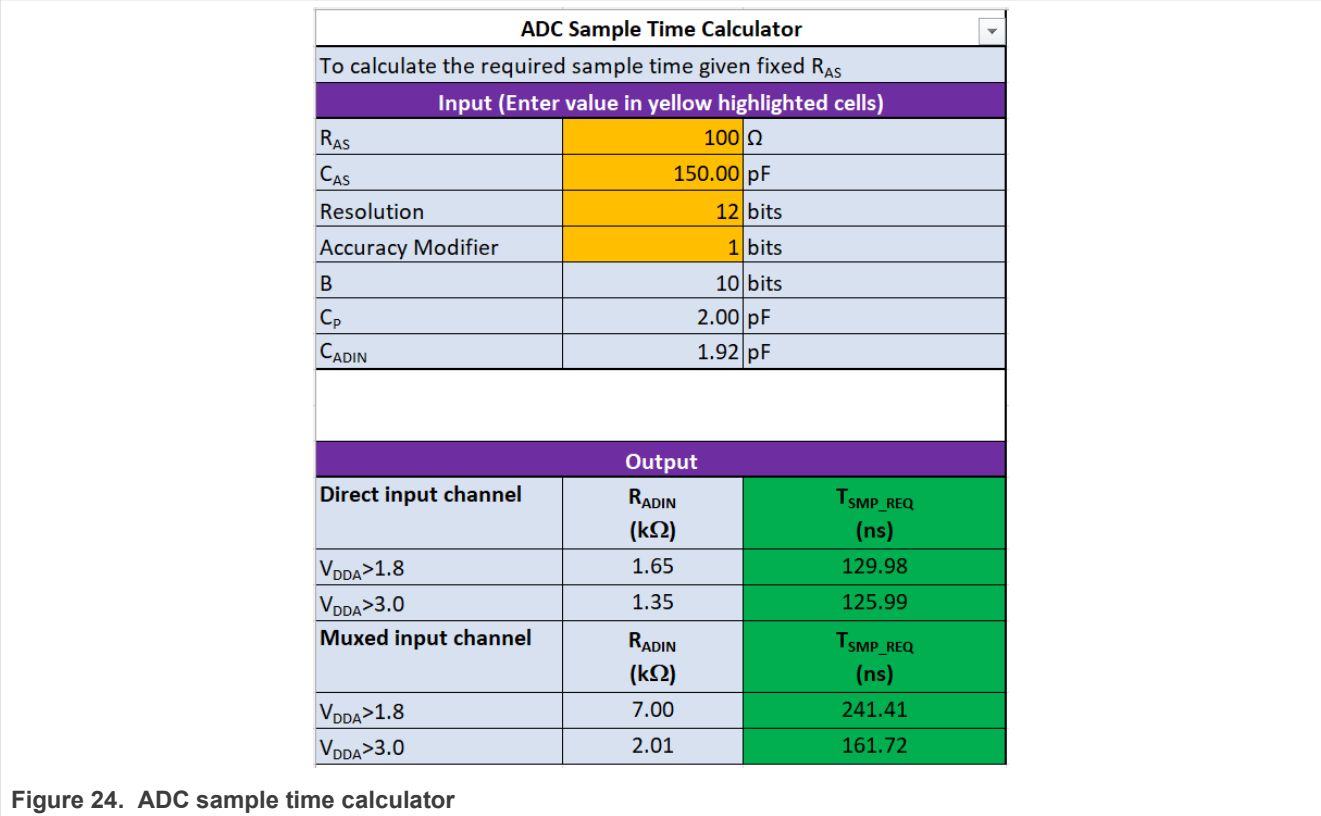 ADC Sample Time Calculator
To calculate the required sample time given fixed RAS
Input (Enter value in yellow highlighted cells)
RAS 100 Ω
CAS 150.00 pF
Resolution 12 bits
Accuracy Modifier 1 bits
B 10 bits
CP 2.00 pF
CADIN 1.92 pF
Output
Direct input channel RADIN TSMP_REQ
(kΩ) (ns)
VDDA>1.8 1.65 129.98
VDDA>3.0 1.35 125.99
Muxed input channel RADIN TSMP_REQ
(kΩ) (ns)
VDDA>1.8 7.00 241.41
VDDA>3.0 2.01 161.72
Figure 24. ADC sample time calculator